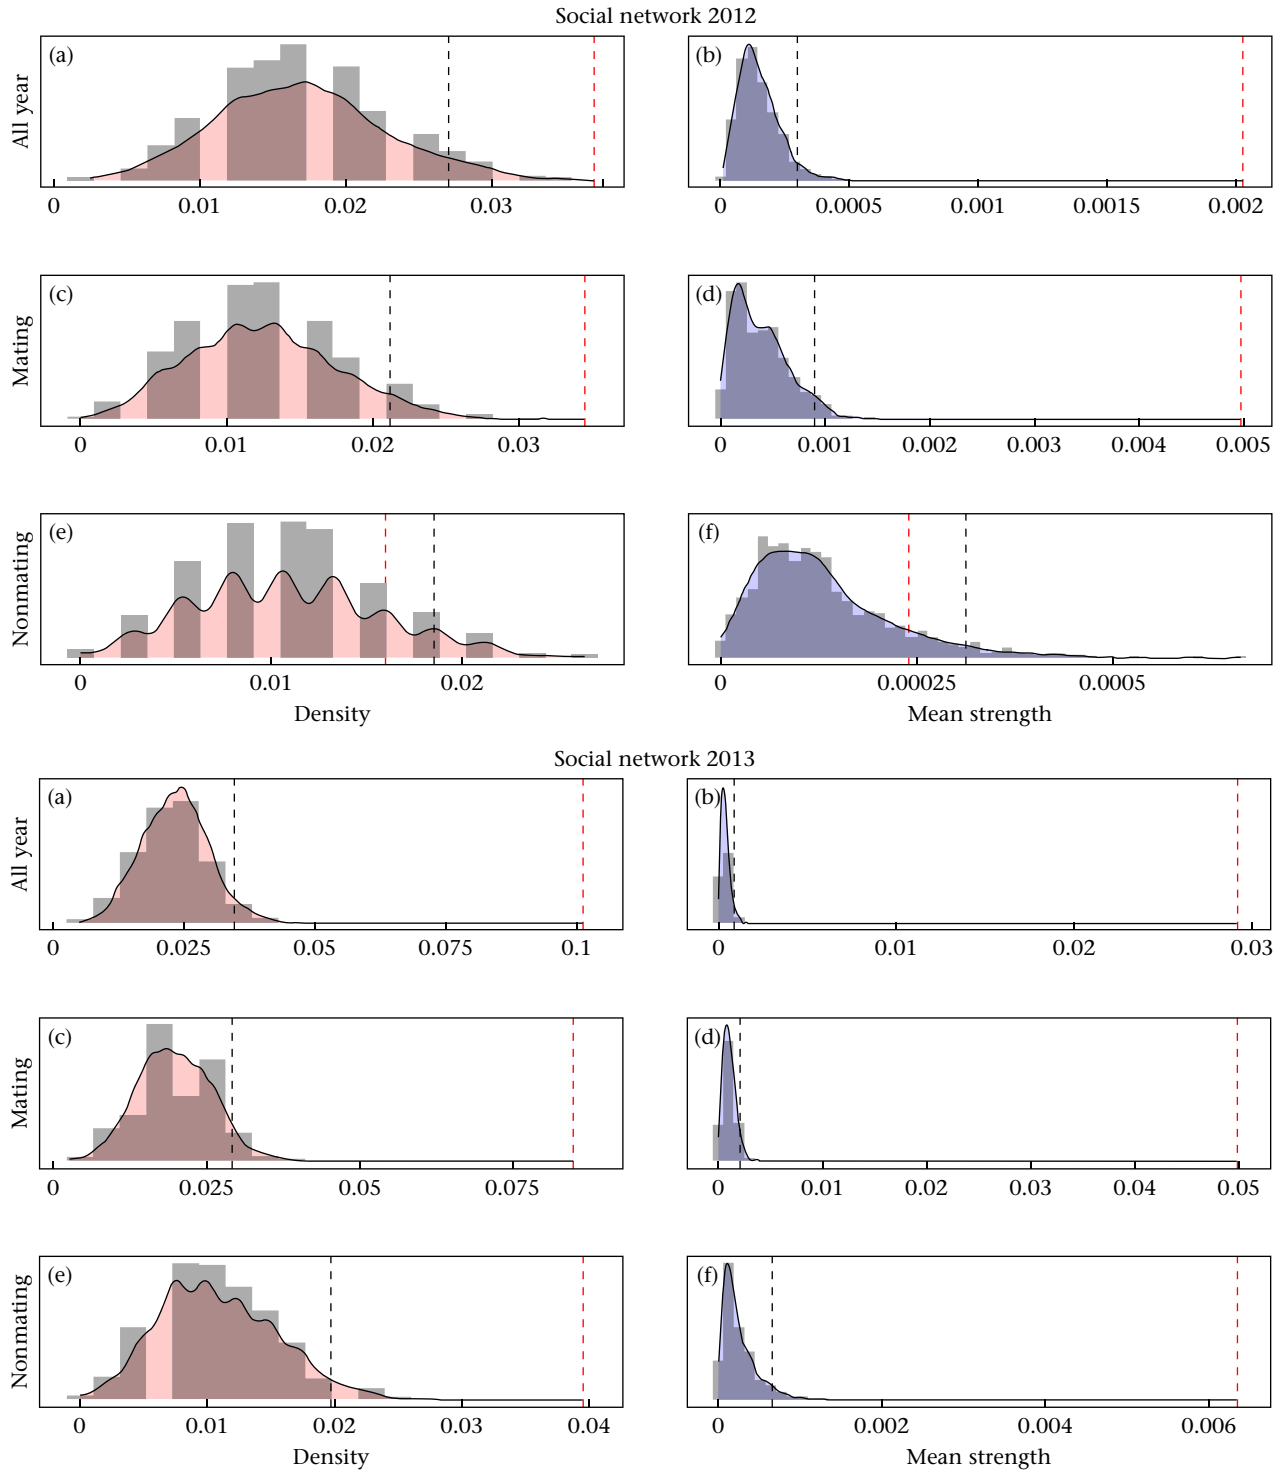 Social network 2012
All year
(a)
(b)
0 0.01 0.02 0.03
0 0.0005 0.001 0.0015 0.002
Mating
(c)
(d)
0 0.01 0.02 0.03
0 0.001 0.002 0.003 0.004 0.005
Nonmating
(e)
(f)
0 0.01 0.02
0 0.00025 0.0005
Density
Mean strength
Social network 2013
All year
(a)
(b)
0 0.025 0.05 0.075 0.1
0 0.01 0.02 0.03
Mating
(c)
(d)
0 0.025 0.05 0.075
0 0.01 0.02 0.03 0.04 0.05
Nonmating
(e)
(f)
0 0.01 0.02 0.03 0.04
0 0.002 0.004 0.006
Density
Mean strength